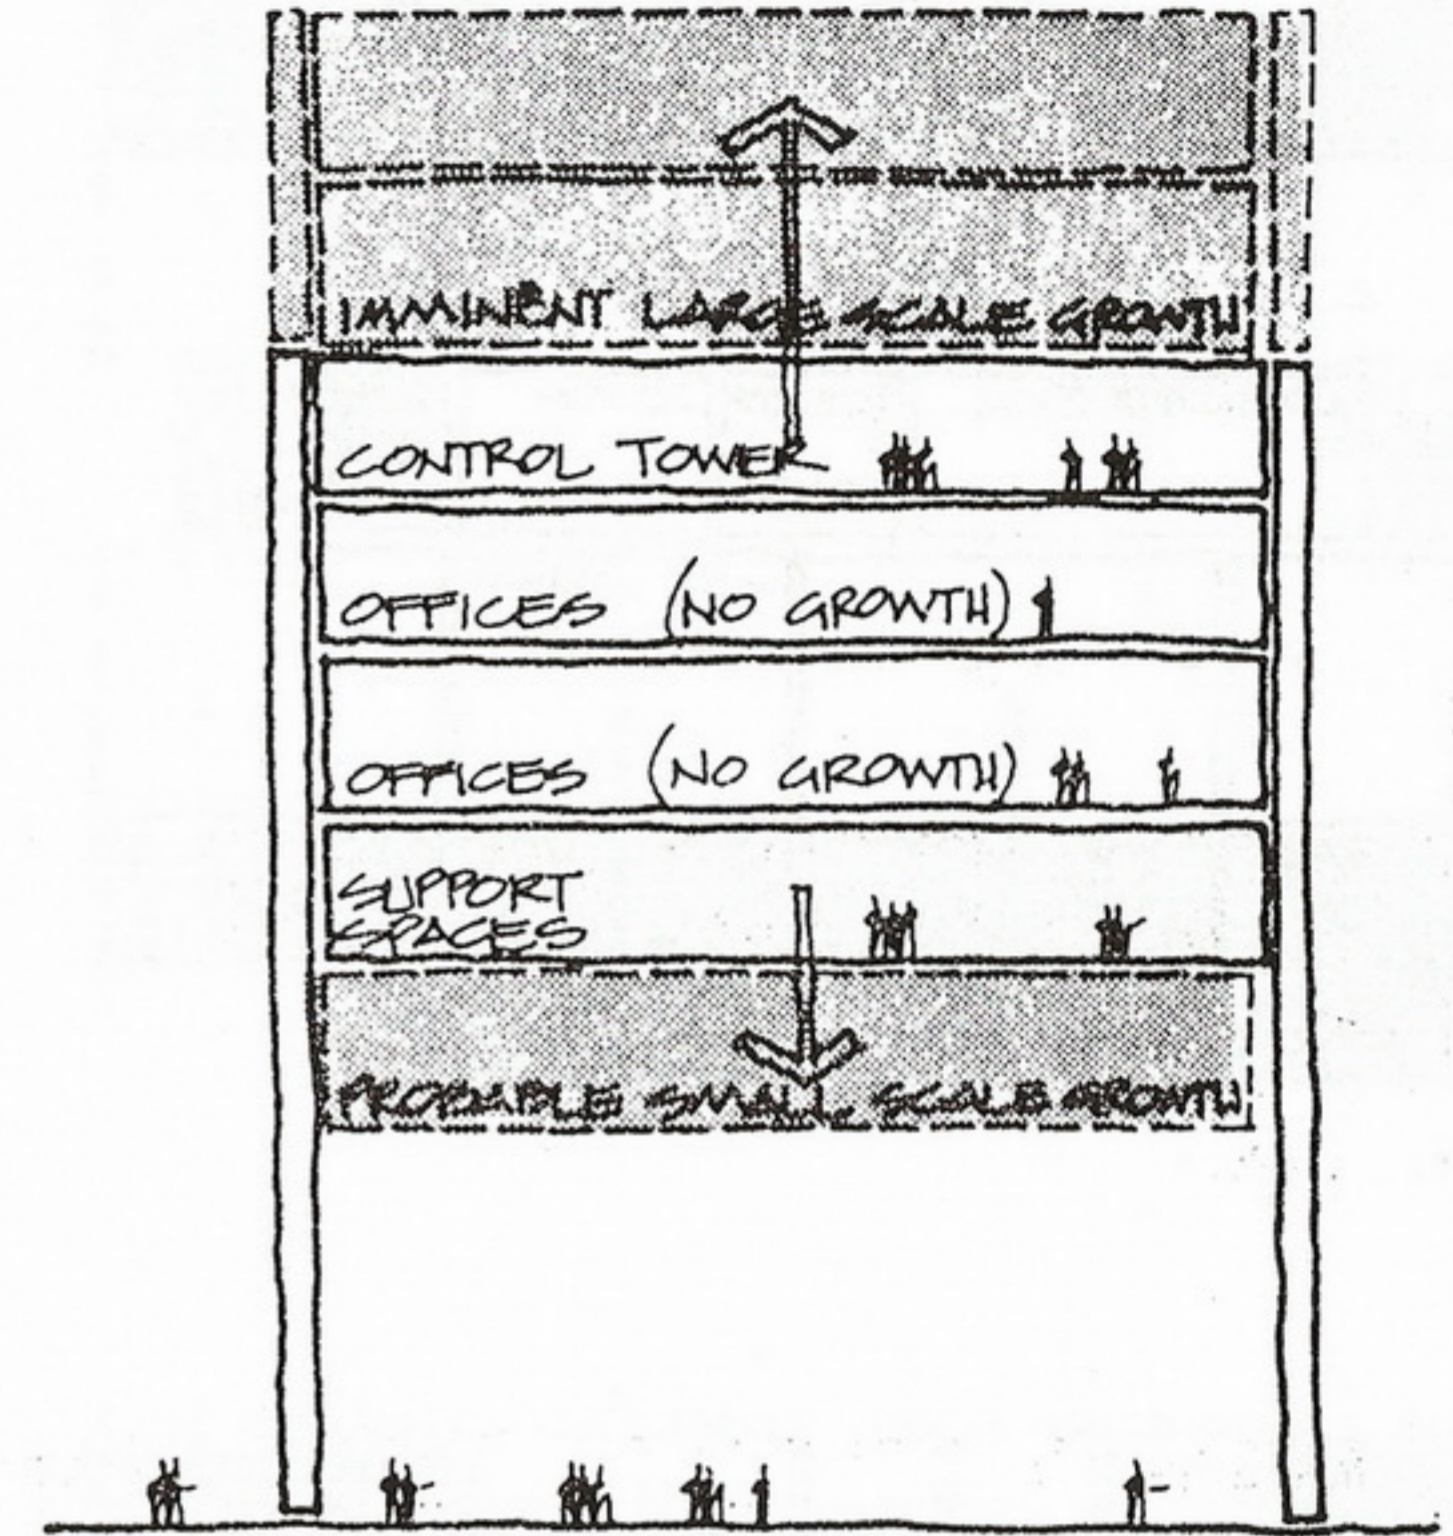 IMMINENT LARGE SCALE GROWTH
CONTROL TOWER
OFFICES (NO GROWTH)
OFFICES (NO GROWTH)
SUPPORT
SPACES
PROBABLE SMALL SCALE GROWTH